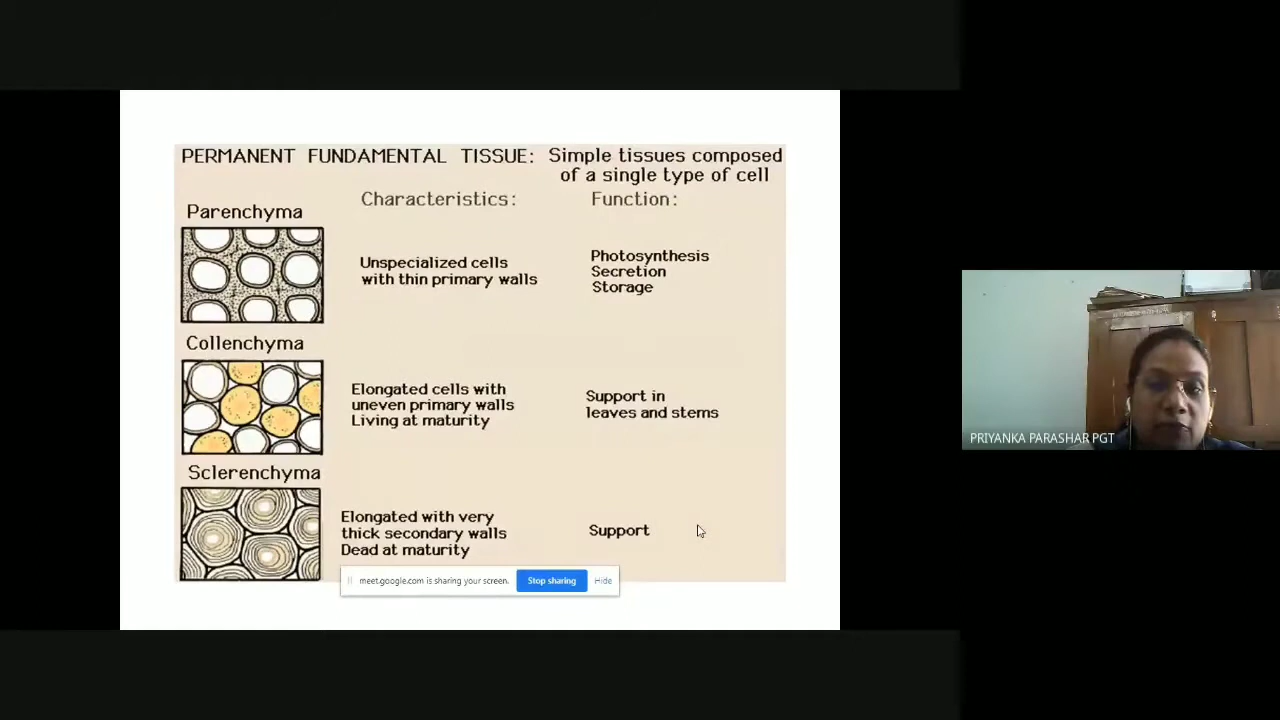 PERMANENT FUNDAMENTAL TISSUE: Simple tissues composed
of a single type of cell
Characteristics:
Function:
Parenchyma
Unspecialized cells
with thin primary walls
Photosynthesis
Secretion
Storage
Collenchyma
Elongated cells with
uneven primary walls
Living at maturity
Support in
leaves and stems
Sclerenchyma
Elongated with very
thick secondary walls
Dead at maturity
Support
meet.google.com is sharing your screen.
Stop sharing
Hide
PRIYANKA PARASHAR PGT